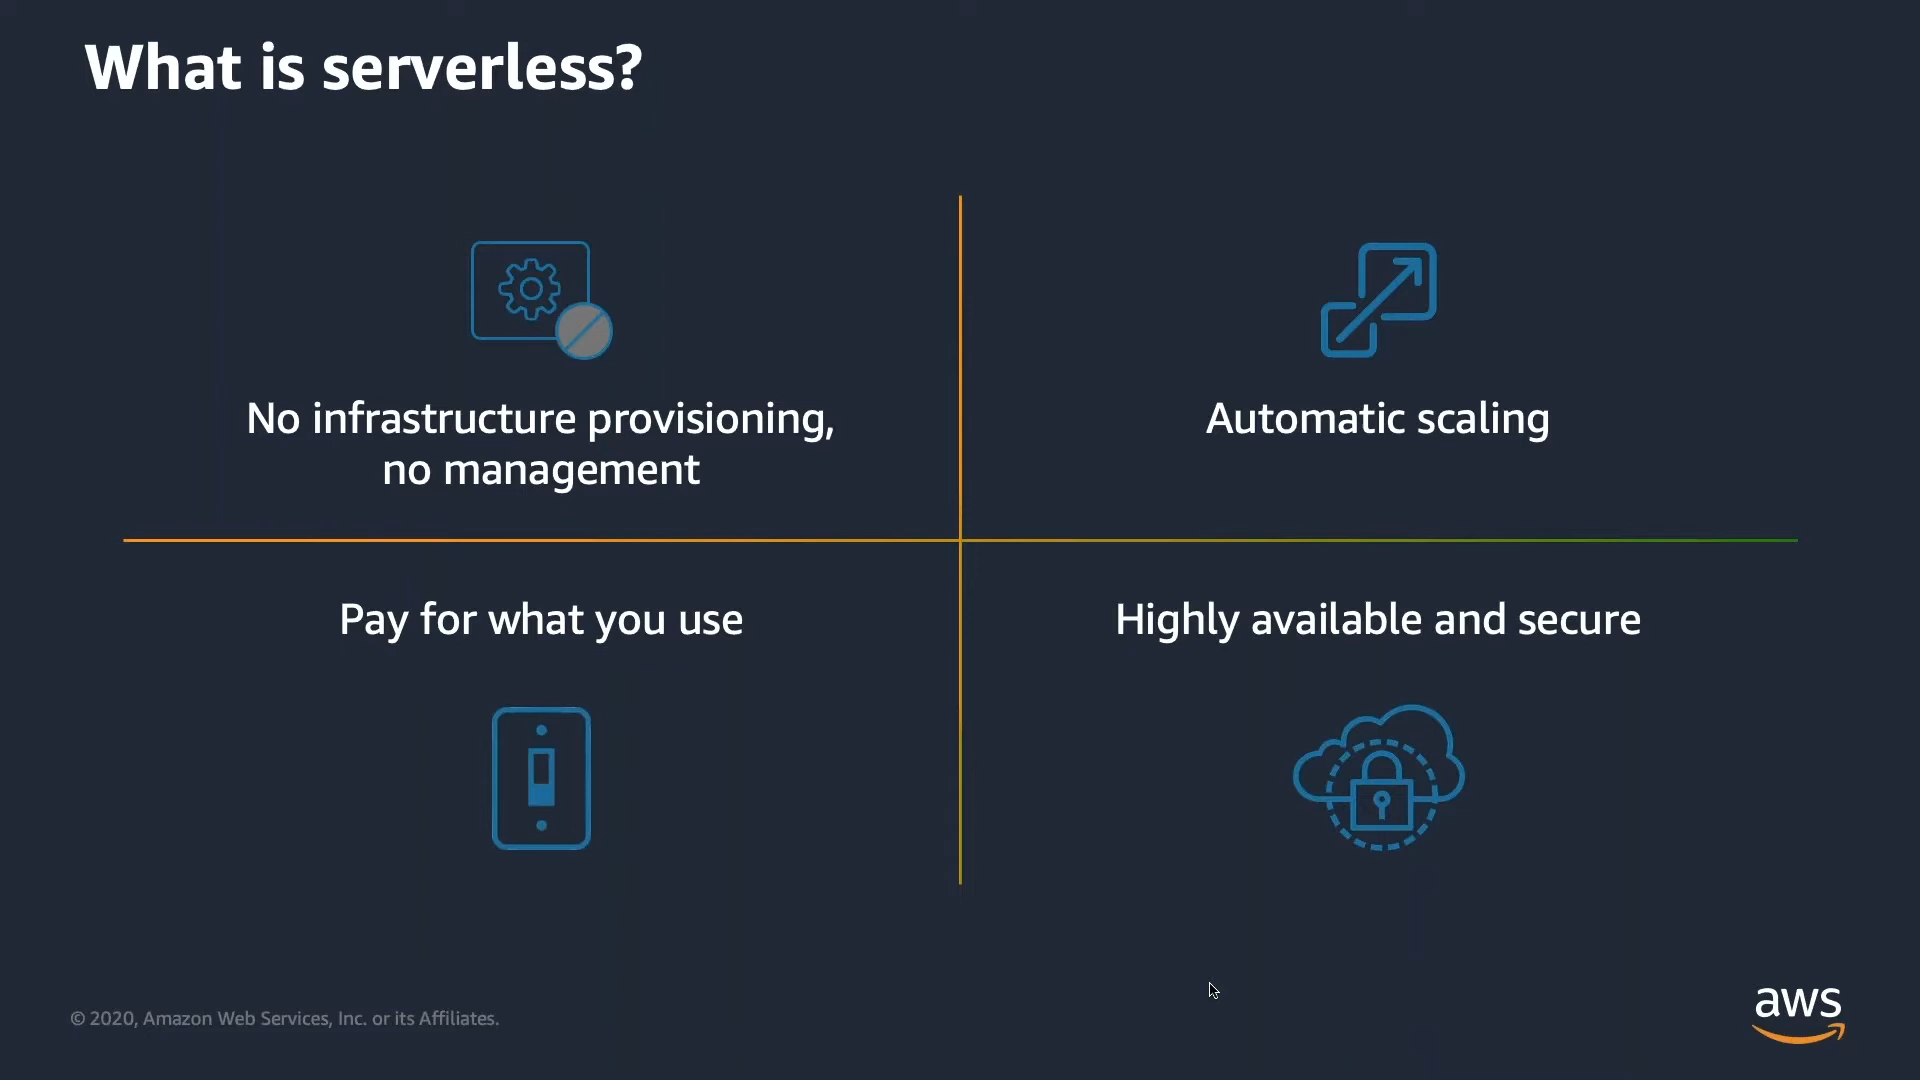 What is serverless?
No infrastructure provisioning,
no management
Automatic scaling
Pay for what you use
Highly available and secure
© 2020, Amazon Web Services, Inc. or its Affiliates.
aws